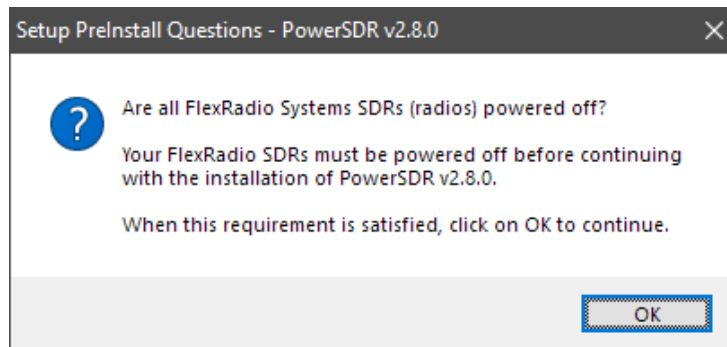 Setup PreInstall Questions - PowerSDR v2.8.0
Are all FlexRadio Systems SDRs (radios) powered off?
Your FlexRadio SDRs must be powered off before continuing
with the installation of PowerSDR v2.8.0.
When this requirement is satisfied, click on OK to continue.
OK